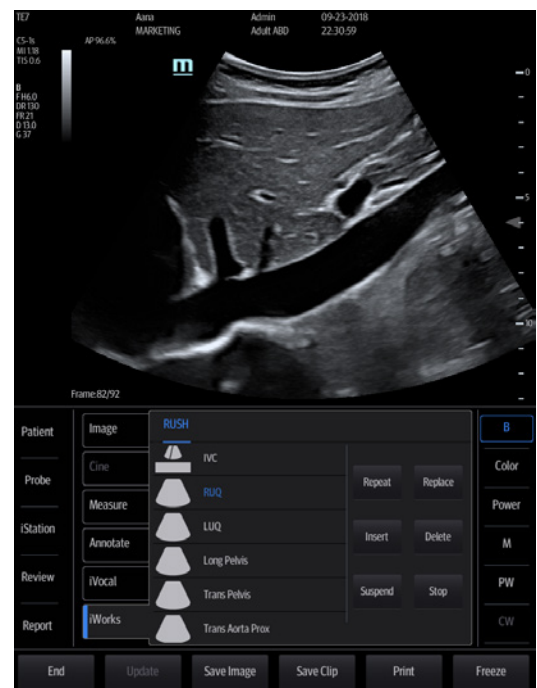 TE7 Aana Admin 09-23-2018
MARKETING Adult ABD 22:30:59
C5-1s AP 96.6%
MI 1.18
TIS 0.6
m
B
F H6.0
DR 130
FR 21
D 13.0
G 37
0
5
10
Frame:82/92
Patient
Probe
iStation
Review
Report
Image
Cine
Measure
Annotate
iVocal
iWorks
RUSH
IVC
RUQ
LUQ
Long Pelvis
Trans Pelvis
Trans Aorta Prox
Repeat Replace
Insert Delete
Suspend Stop
B
Color
Power
M
PW
CW
End Update Save Image Save Clip Print Freeze